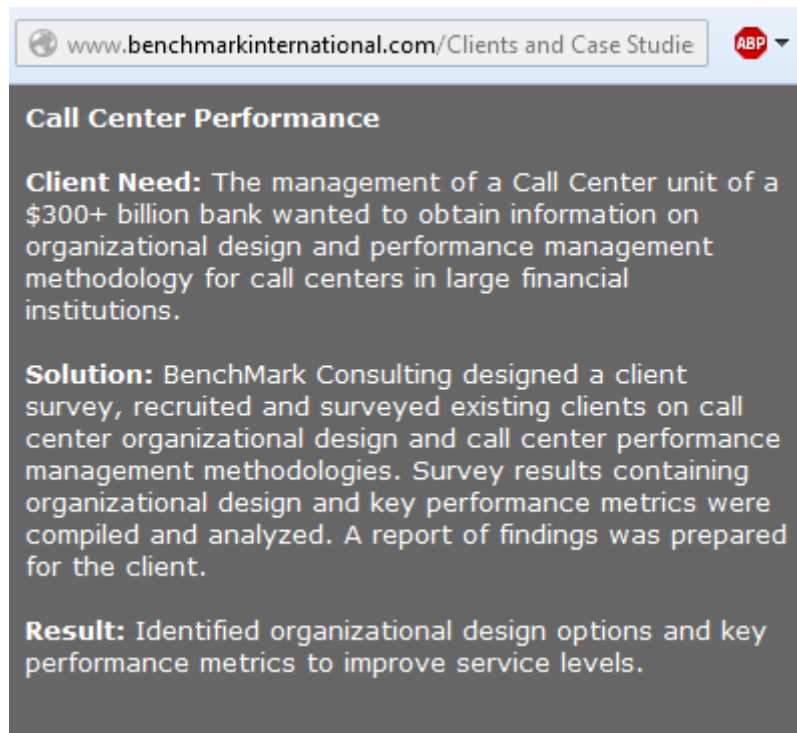 www.benchmarkinternational.com/Clients and Case Studie
ABP
Call Center Performance
Client Need: The management of a Call Center unit of a
$300+ billion bank wanted to obtain information on
organizational design and performance management
methodology for call centers in large financial
institutions.
Solution: BenchMark Consulting designed a client
survey, recruited and surveyed existing clients on call
center organizational design and call center performance
management methodologies. Survey results containing
organizational design and key performance metrics were
compiled and analyzed. A report of findings was prepared
for the client.
Result: Identified organizational design options and key
performance metrics to improve service levels.